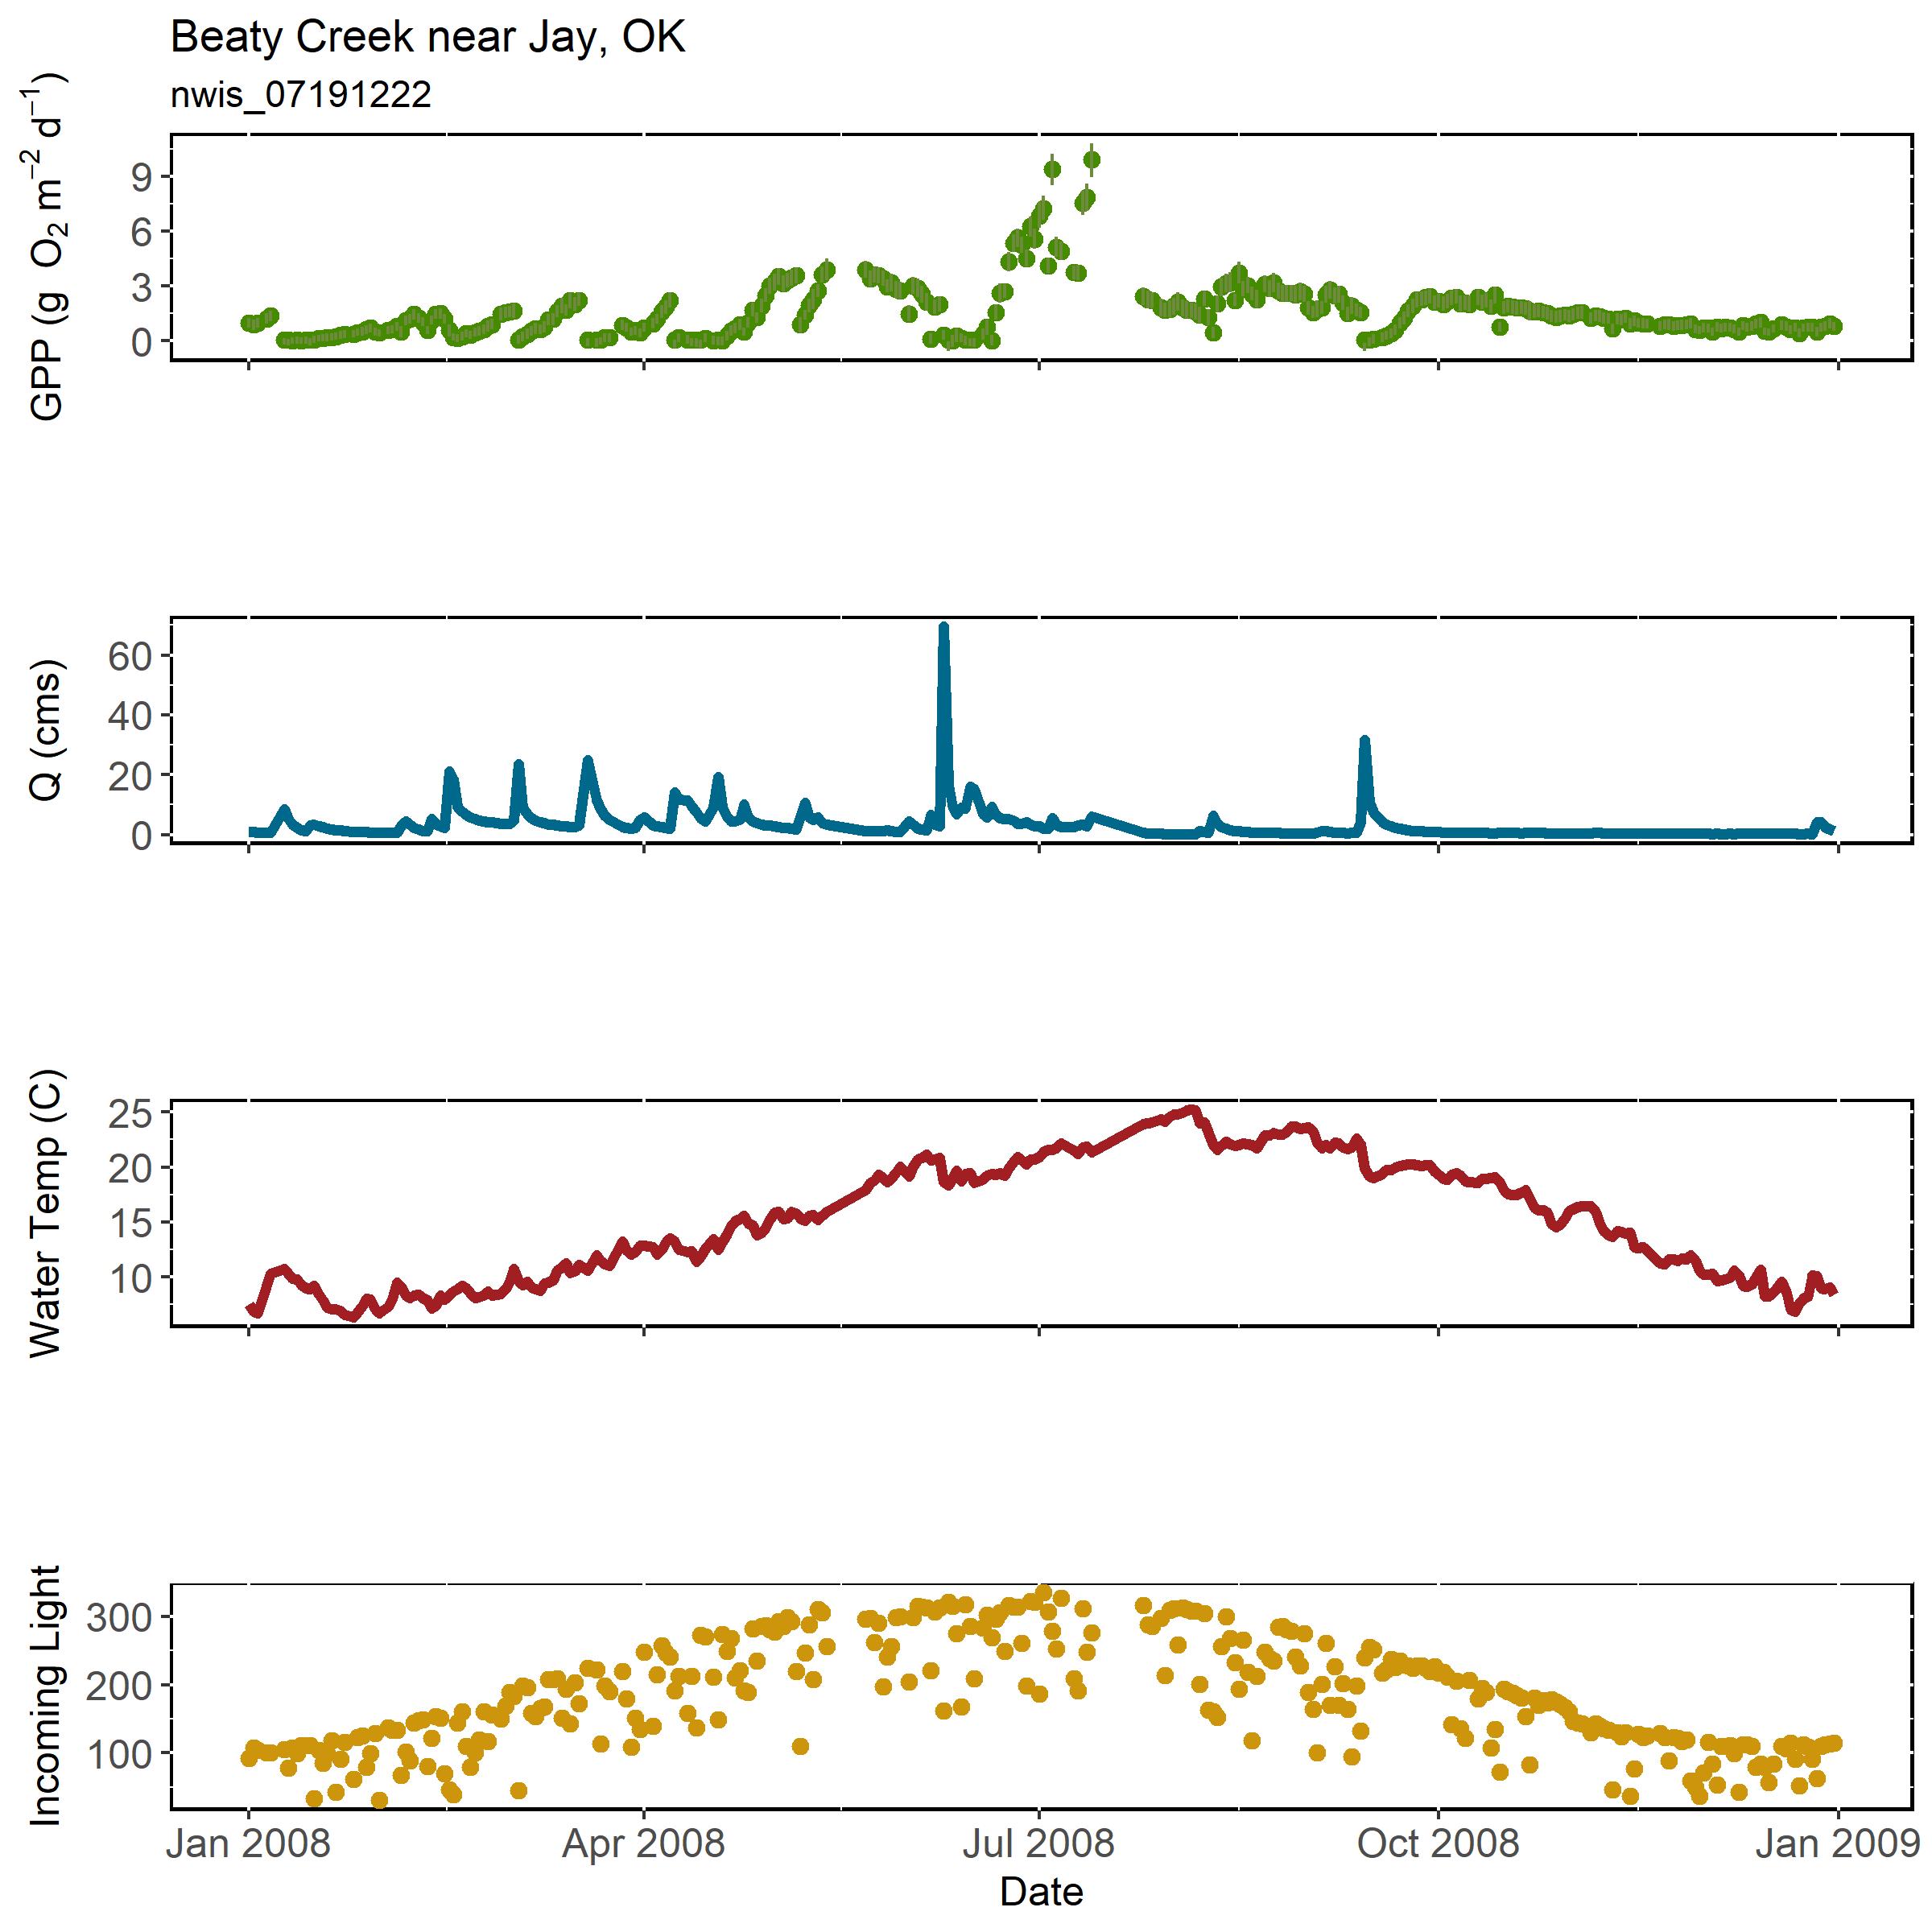 Beaty Creek near Jay, OK
nwis_07191222
GPP (g O₂ m⁻² d⁻¹)
9
6
3
0
Q (cms)
60
40
20
0
Water Temp (C)
25
20
15
10
Incoming Light
300
200
100
Jan 2008 Apr 2008 Jul 2008 Oct 2008 Jan 2009
Date